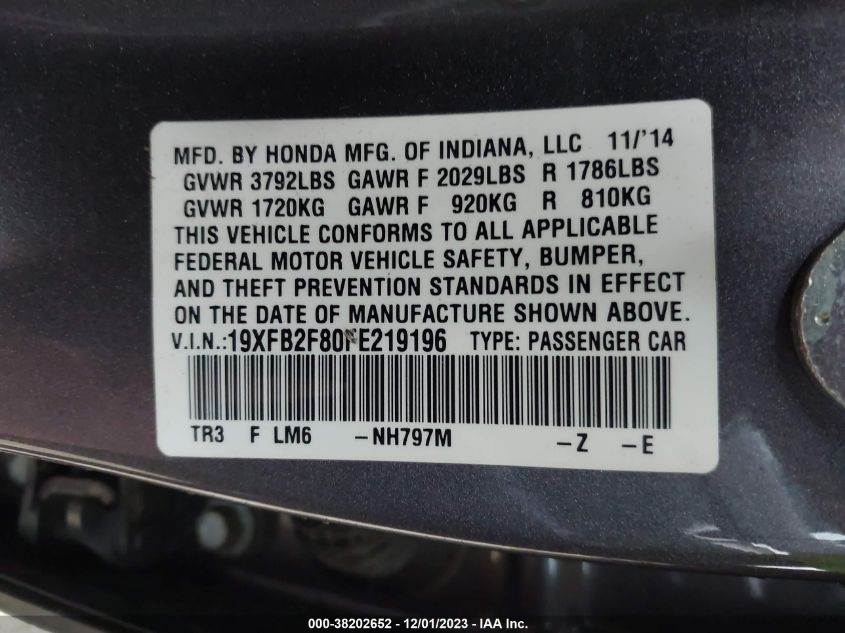 MFD. BY HONDA MFG. OF INDIANA, LLC 11/'14
GVWR 3792LBS GAWR F 2029LBS R 1786LBS
GVWR 1720KG GAWR F 920KG R 810KG
THIS VEHICLE CONFORMS TO ALL APPLICABLE
FEDERAL MOTOR VEHICLE SAFETY, BUMPER,
AND THEFT PREVENTION STANDARDS IN EFFECT
ON THE DATE OF MANUFACTURE SHOWN ABOVE.
V.I.N.:19XFB2F80FE219196 TYPE: PASSENGER CAR
TR3 F LM6 –NH797M –Z –E
000-38202652 - 12/01/2023 - IAA Inc.